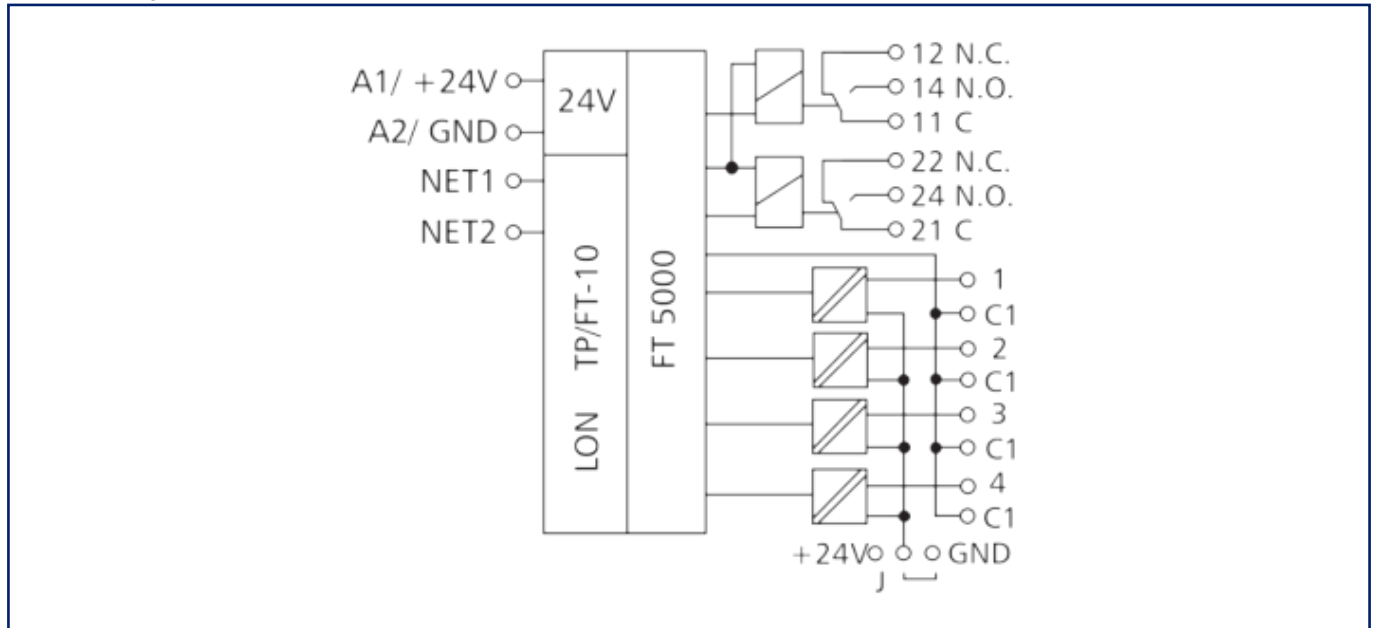 A1/ +24V
A2/ GND
NET1
NET2
24V
LON TP/FT-10
FT 5000
12 N.C.
14 N.O.
11 C
22 N.C.
24 N.O.
21 C
1
C1
2
C1
3
C1
4
C1
+24V GND
J